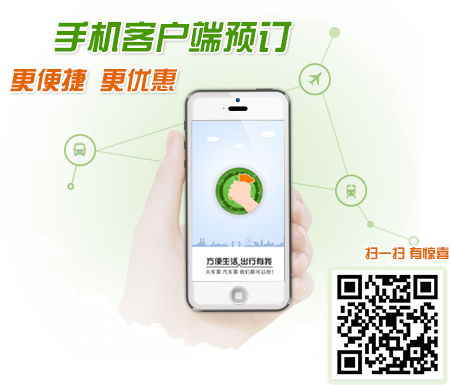 手机客户端预订
更便捷 更优惠
方便生活,出行有我
火车票 汽车票 我们都可以抢!
扫一扫 有惊喜